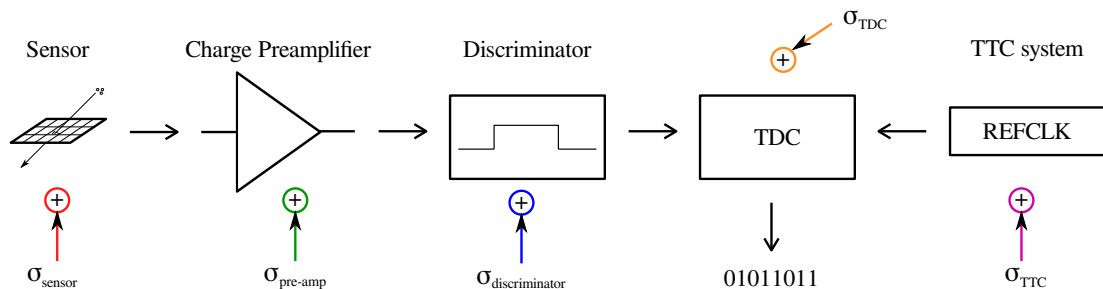 σTDC
Sensor
Charge Preamplifier
Discriminator
TTC system
TDC
REFCLK
+
+
+
+
+
σsensor
σpre-amp
σdiscriminator
01011011
σTTC